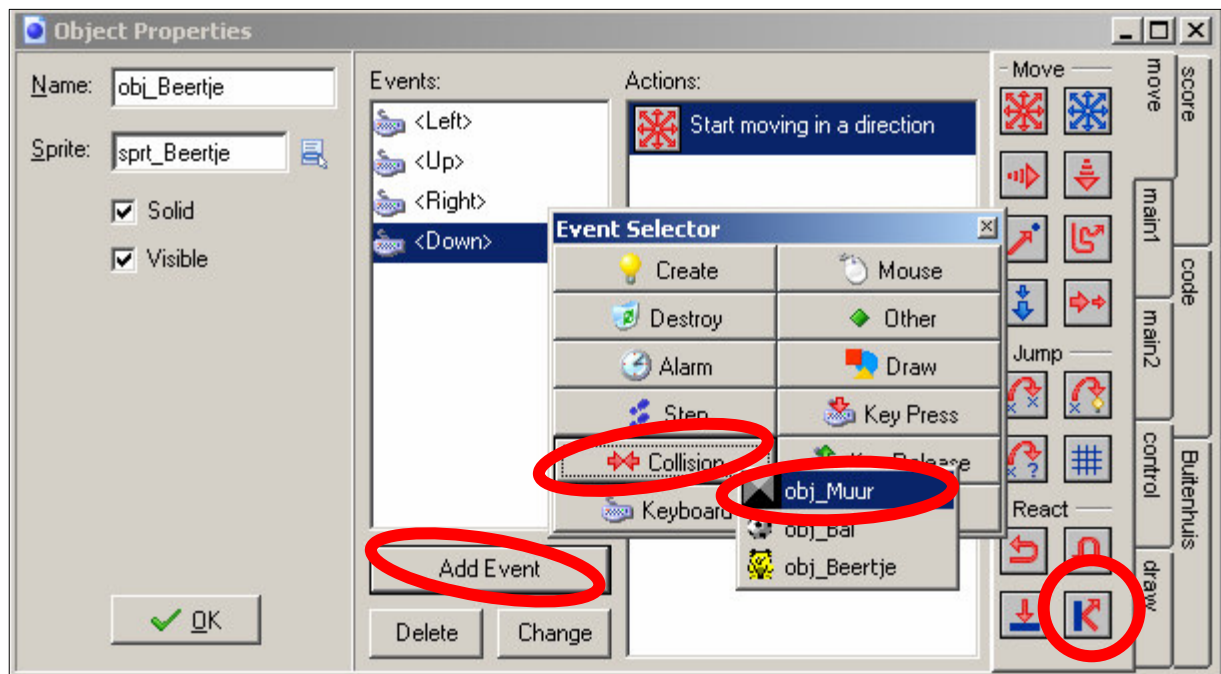 Object Properties
Name: obj_Beertje
Sprite: sprt_Beertje
Solid
Visible
OK
Events:
<Left>
<Up>
<Right>
<Down>
Add Event
Delete Change
Actions:
Start moving in a direction
Event Selector
Create Mouse
Destroy Other
Alarm Draw
Step Key Press
Collision Key Release
Keyboard
obj_Muur
obj_Bal
obj_Beertje
Move
Jump
React
move
main1
main2
control
draw
score
code
Buitenhuis